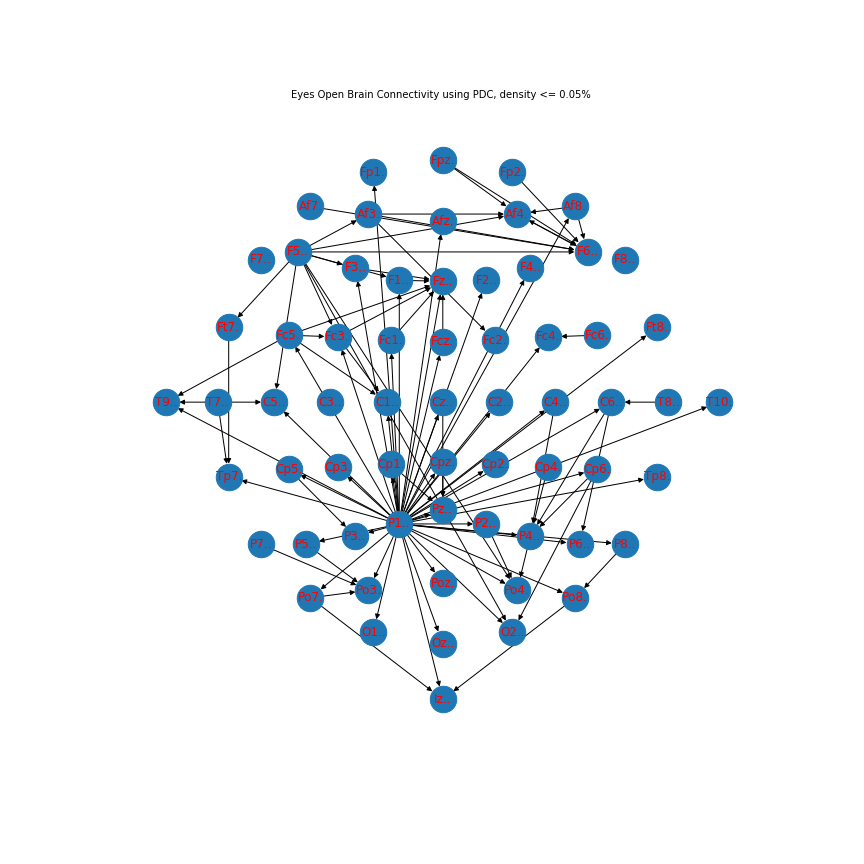 Eyes Open Brain Connectivity using PDC, density <= 0.05%
Fpz.
Fp1. Fp2.
Af7. Af3. Afz. Af4. Af8.
F7.. F5.. F3.. F1.. Fz.. F2.. F4.. F6.. F8..
Ft7. Fc5. Fc3. Fc1. Fcz. Fc2. Fc4. Fc6. Ft8.
T9.. T7.. C5.. C3.. C1.. Cz.. C2.. C4.. C6.. T8.. T10.
Tp7. Cp5. Cp3. Cp1. Cpz. Cp2. Cp4. Cp6. Tp8.
P7.. P5.. P3.. P1.. Pz.. P2.. P4.. P6.. P8..
Po7. Po3. Poz. Po4. Po8.
O1.. Oz.. O2..
Iz..